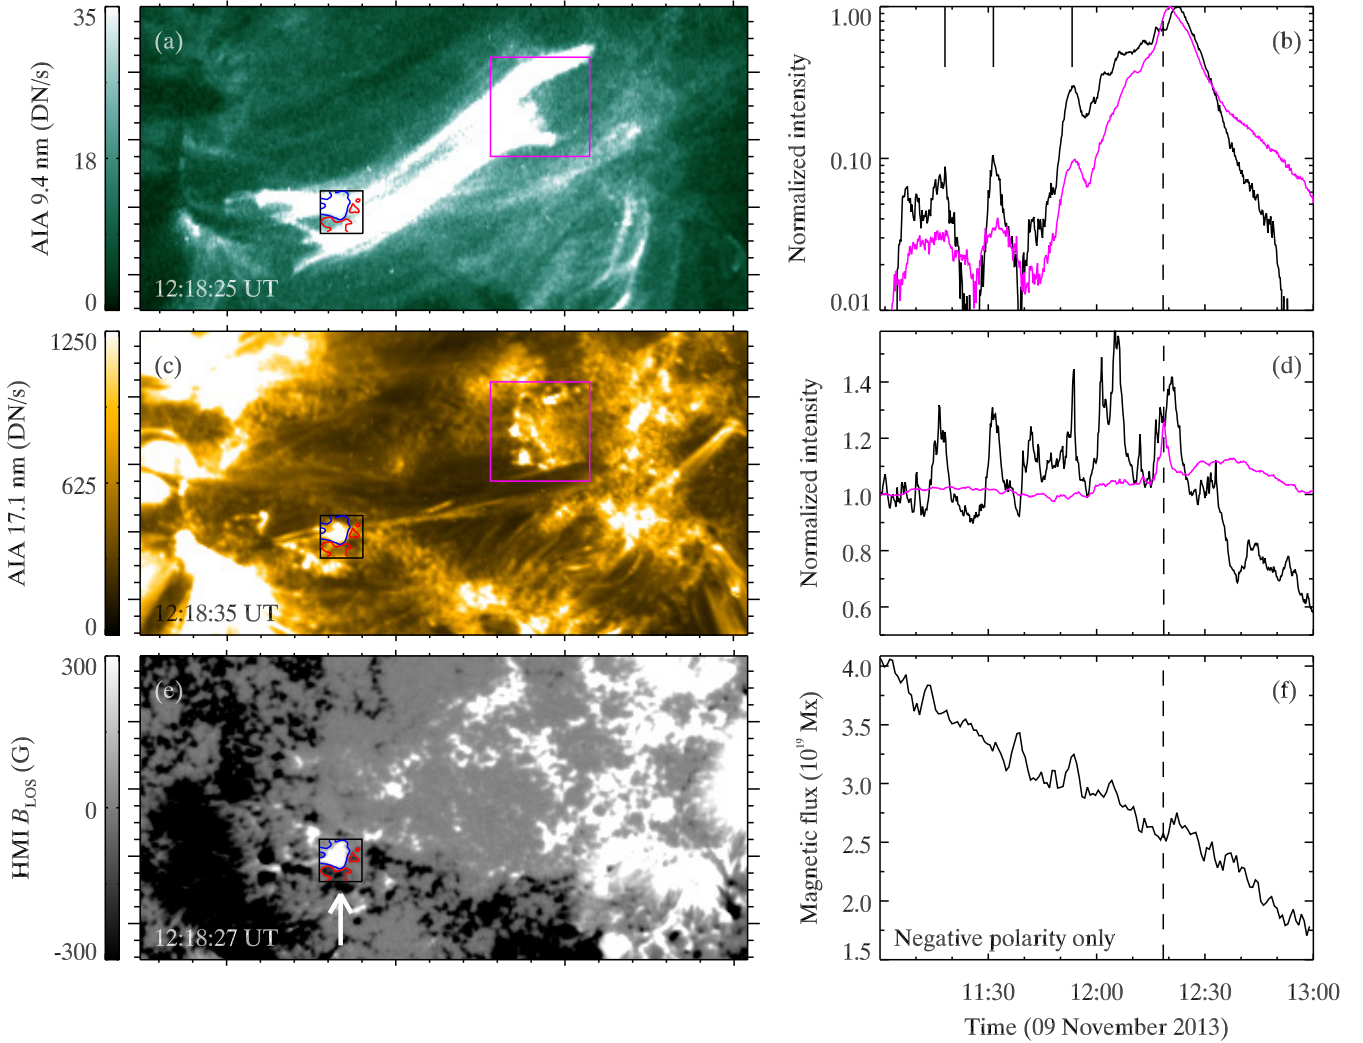 35
18
0
AIA 9.4 nm (DN/s)
(a)
12:18:25 UT
1.00
0.10
0.01
Normalized intensity
(b)
1250
625
0
AIA 17.1 nm (DN/s)
(c)
12:18:35 UT
1.4
1.2
1.0
0.8
0.6
Normalized intensity
(d)
300
0
-300
HMI B_LOS (G)
(e)
12:18:27 UT
4.0
3.5
3.0
2.5
2.0
1.5
Magnetic flux (10¹⁹ Mx)
(f)
Negative polarity only
11:30 12:00 12:30 13:00
Time (09 November 2013)